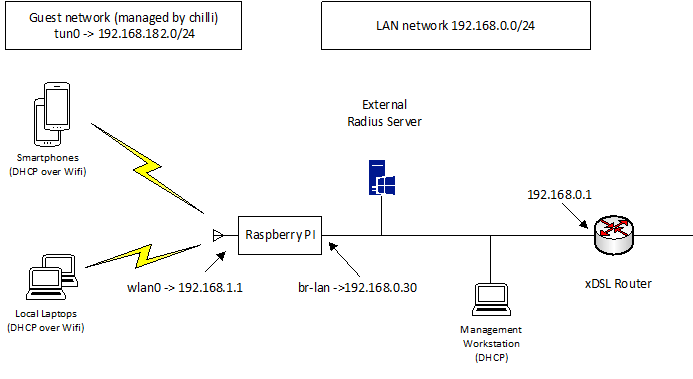 Guest network (managed by chilli)
tun0 -> 192.168.182.0/24
LAN network 192.168.0.0/24
External
Radius Server
Smartphones
(DHCP over Wifi)
192.168.0.1
Raspberry PI
wlan0 -> 192.168.1.1
br-lan ->192.168.0.30
xDSL Router
Local Laptops
(DHCP over Wifi)
Management
Workstation
(DHCP)